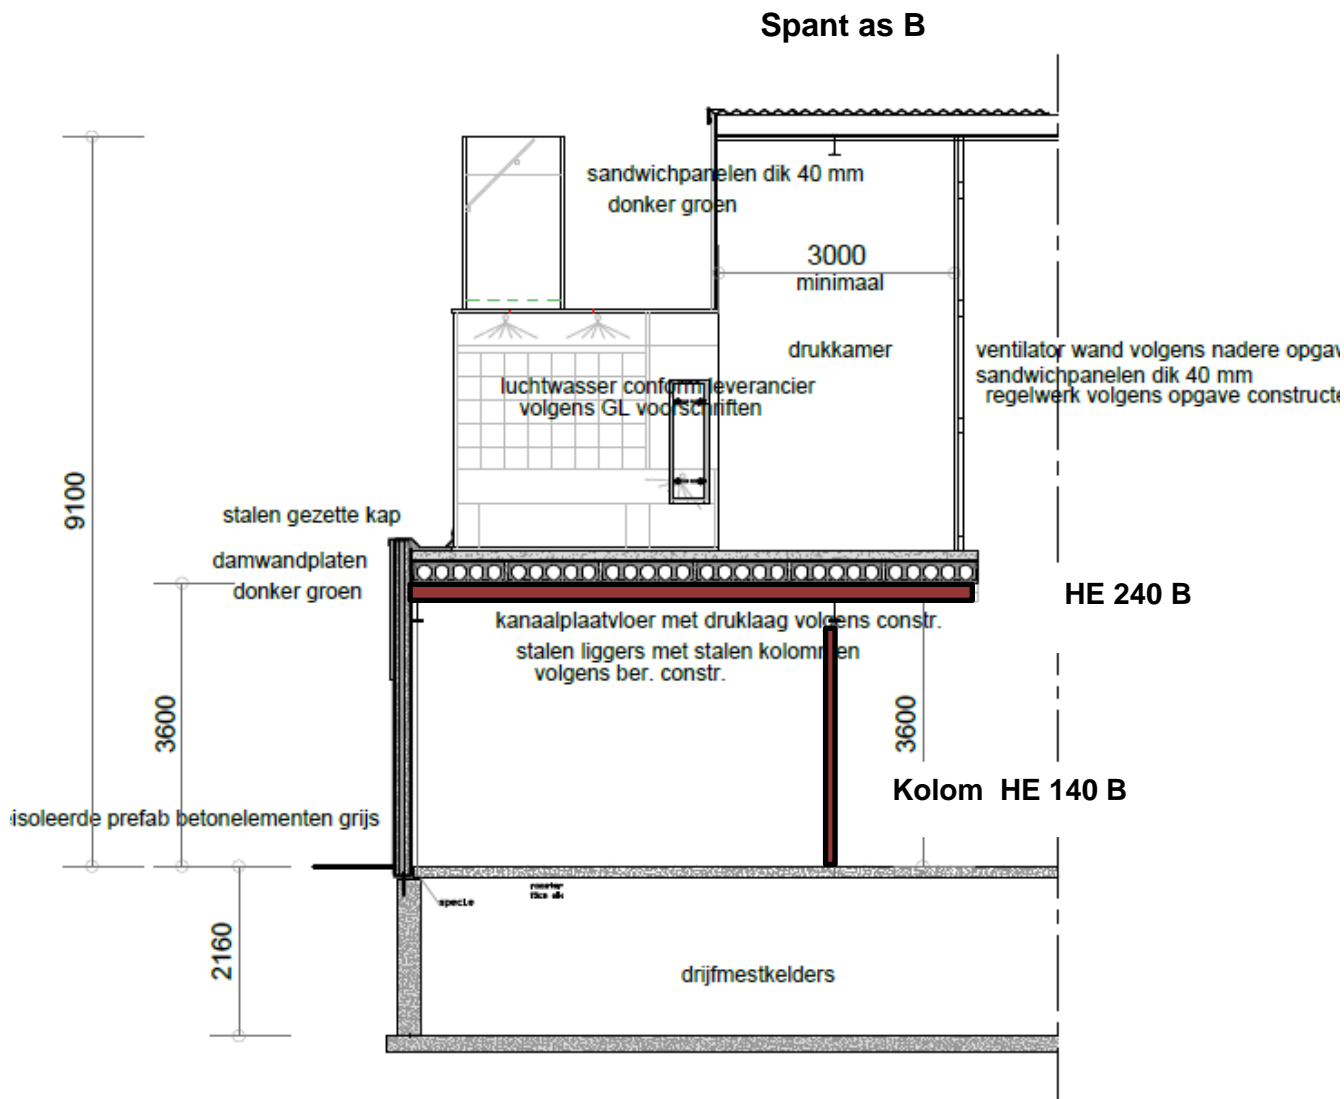 Spant as B
sandwichpanelen dik 40 mm
donker groen
3000
minimaal
drukkamer
ventilator wand volgens nadere opgav
sandwichpanelen dik 40 mm
regelwerk volgens opgave constructe
luchtwasser conform leverancier
volgens GL voorschriften
9100
stalen gezette kap
damwandplaten
donker groen
HE 240 B
kanaalplaatvloer met druklaag volgens constr.
stalen liggers met stalen kolommen
volgens ber. constr.
3600
3600
Kolom HE 140 B
eisoleerde prefab betonelementen grijs
rooster
specie
2160
drijfmestkelders